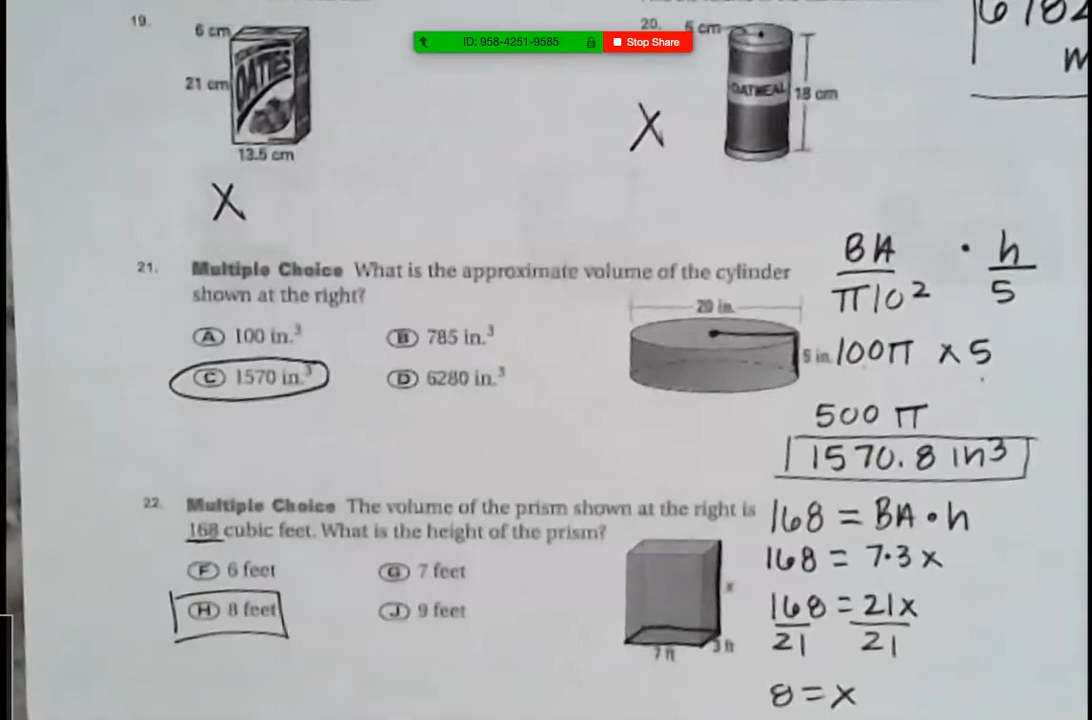 19.
6 cm
OATIES
21 cm
13.5 cm
X
ID: 958-4251-9585
Stop Share
20.
6 cm
OATMEAL
18 cm
X
m
21. Multiple Choice What is the approximate volume of the cylinder
shown at the right?
A 100 in.³ B 785 in.³
C 1570 in.³ D 6280 in.³
20 in.
5 in.
BA · h
π10² 5
100π x 5
500 π
1570.8 in³
22. Multiple Choice The volume of the prism shown at the right is
168 cubic feet. What is the height of the prism?
F 6 feet G 7 feet
H 8 feet J 9 feet
x
7 ft 3 ft
168 = BA • h
168 = 7·3 x
168 = 21x
21 21
8 = x